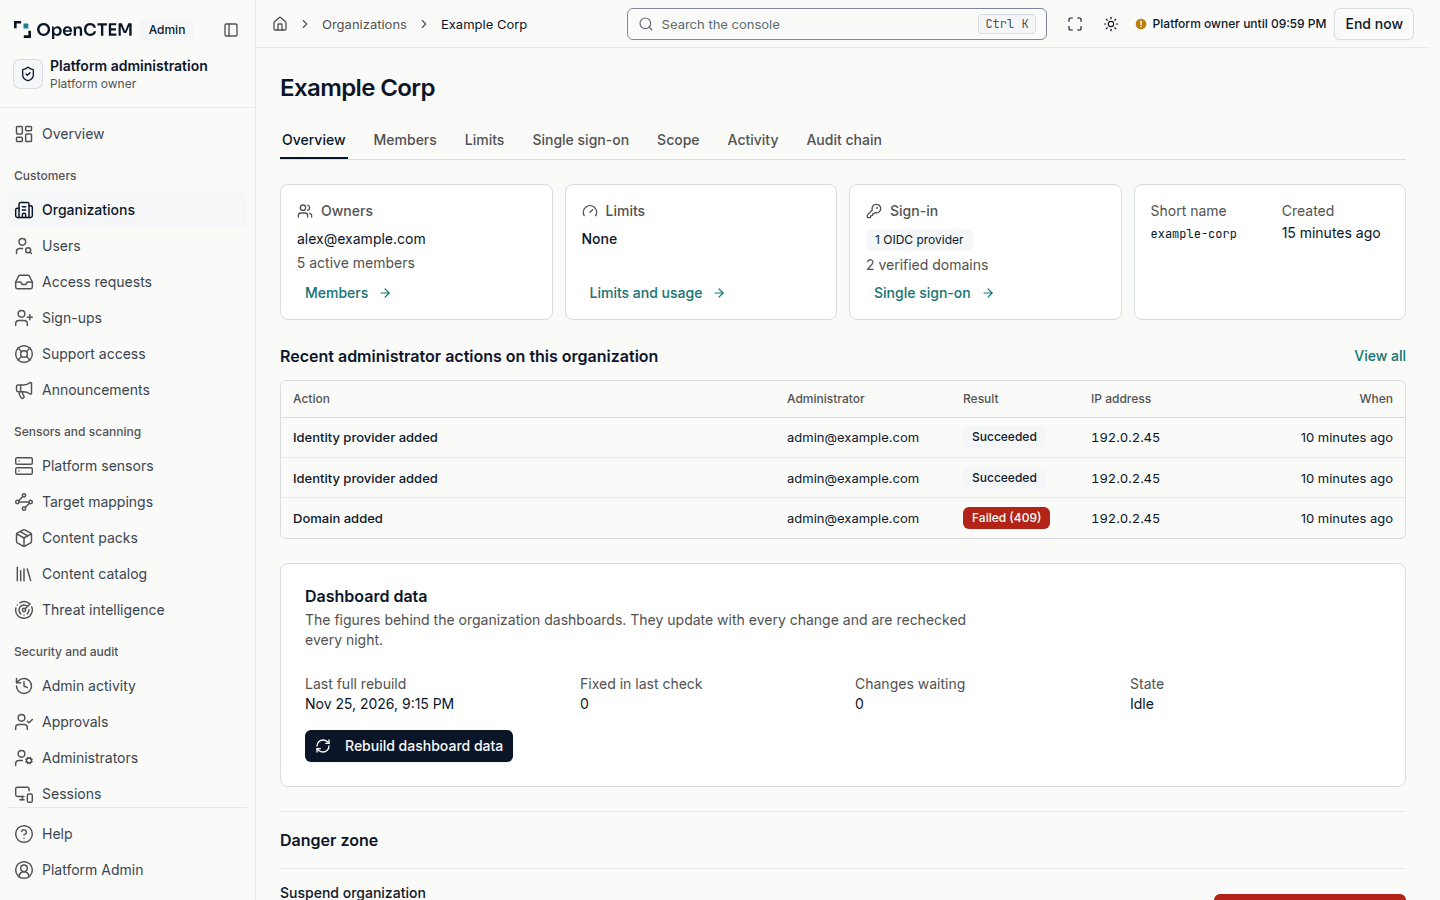 OpenCTEM Admin
Platform administration
Platform owner
Overview
Customers
Organizations
Users
Access requests
Sign-ups
Support access
Announcements
Sensors and scanning
Platform sensors
Target mappings
Content packs
Content catalog
Threat intelligence
Security and audit
Admin activity
Approvals
Administrators
Sessions
Help
Platform Admin
Organizations Example Corp
Search the console Ctrl K
Platform owner until 09:59 PM End now
Example Corp
Overview Members Limits Single sign-on Scope Activity Audit chain
Owners
alex@example.com
5 active members
Members
Limits
None
Limits and usage
Sign-in
1 OIDC provider
2 verified domains
Single sign-on
Short name Created
example-corp 15 minutes ago
Recent administrator actions on this organization View all
Action Administrator Result IP address When
Identity provider added admin@example.com Succeeded 192.0.2.45 10 minutes ago
Identity provider added admin@example.com Succeeded 192.0.2.45 10 minutes ago
Domain added admin@example.com Failed (409) 192.0.2.45 10 minutes ago
Dashboard data
The figures behind the organization dashboards. They update with every change and are rechecked
every night.
Last full rebuild Fixed in last check Changes waiting State
Nov 25, 2026, 9:15 PM 0 0 Idle
Rebuild dashboard data
Danger zone
Suspend organization